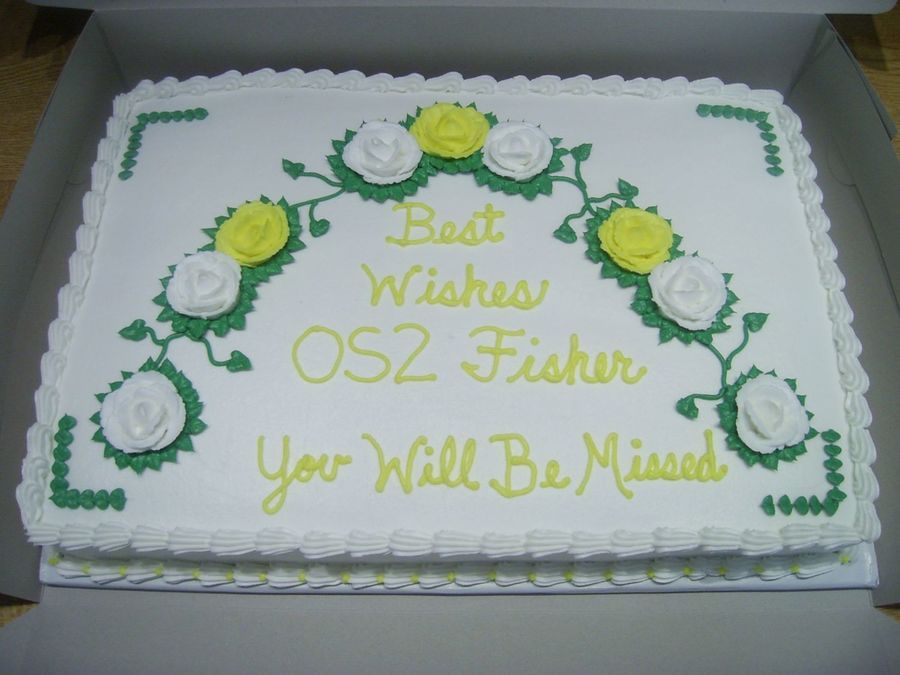 Best
Wishes
OS2 Fisher
You Will Be Missed